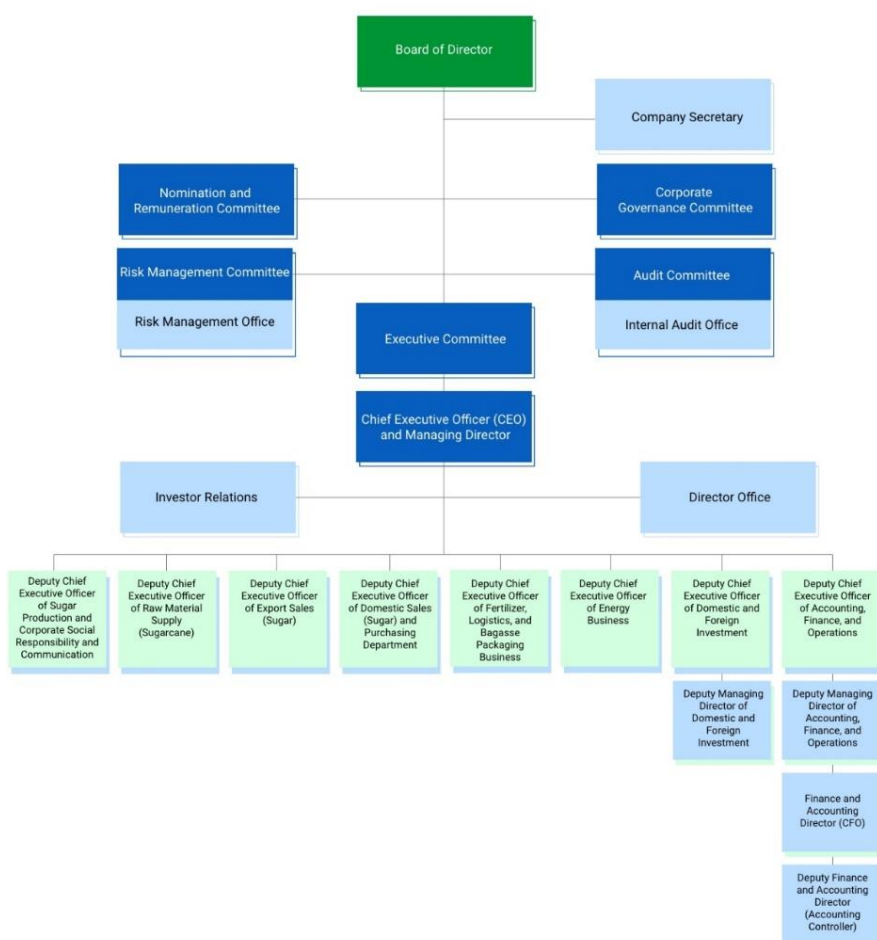 Board of Director
Company Secretary
Nomination and
Remuneration Committee
Corporate
Governance Committee
Risk Management Committee
Audit Committee
Risk Management Office
Internal Audit Office
Executive Committee
Chief Executive Officer (CEO)
and Managing Director
Investor Relations
Director Office
Deputy Chief
Executive Officer
of Sugar
Production and
Corporate Social
Responsibility and
Communication
Deputy Chief
Executive Officer
of Raw Material
Supply
(Sugarcane)
Deputy Chief
Executive Officer
of Export Sales
(Sugar)
Deputy Chief
Executive Officer
of Domestic Sales
(Sugar) and
Purchasing
Department
Deputy Chief
Executive Officer
of Fertilizer,
Logistics, and
Bagasse
Packaging
Business
Deputy Chief
Executive Officer
of Energy
Business
Deputy Chief
Executive Officer
of Domestic and
Foreign
Investment
Deputy Chief
Executive Officer
of Accounting,
Finance, and
Operations
Deputy Managing
Director of
Domestic and
Foreign
Investment
Deputy Managing
Director of
Accounting,
Finance, and
Operations
Finance and
Accounting
Director (CFO)
Deputy Finance
and Accounting
Director
(Accounting
Controller)